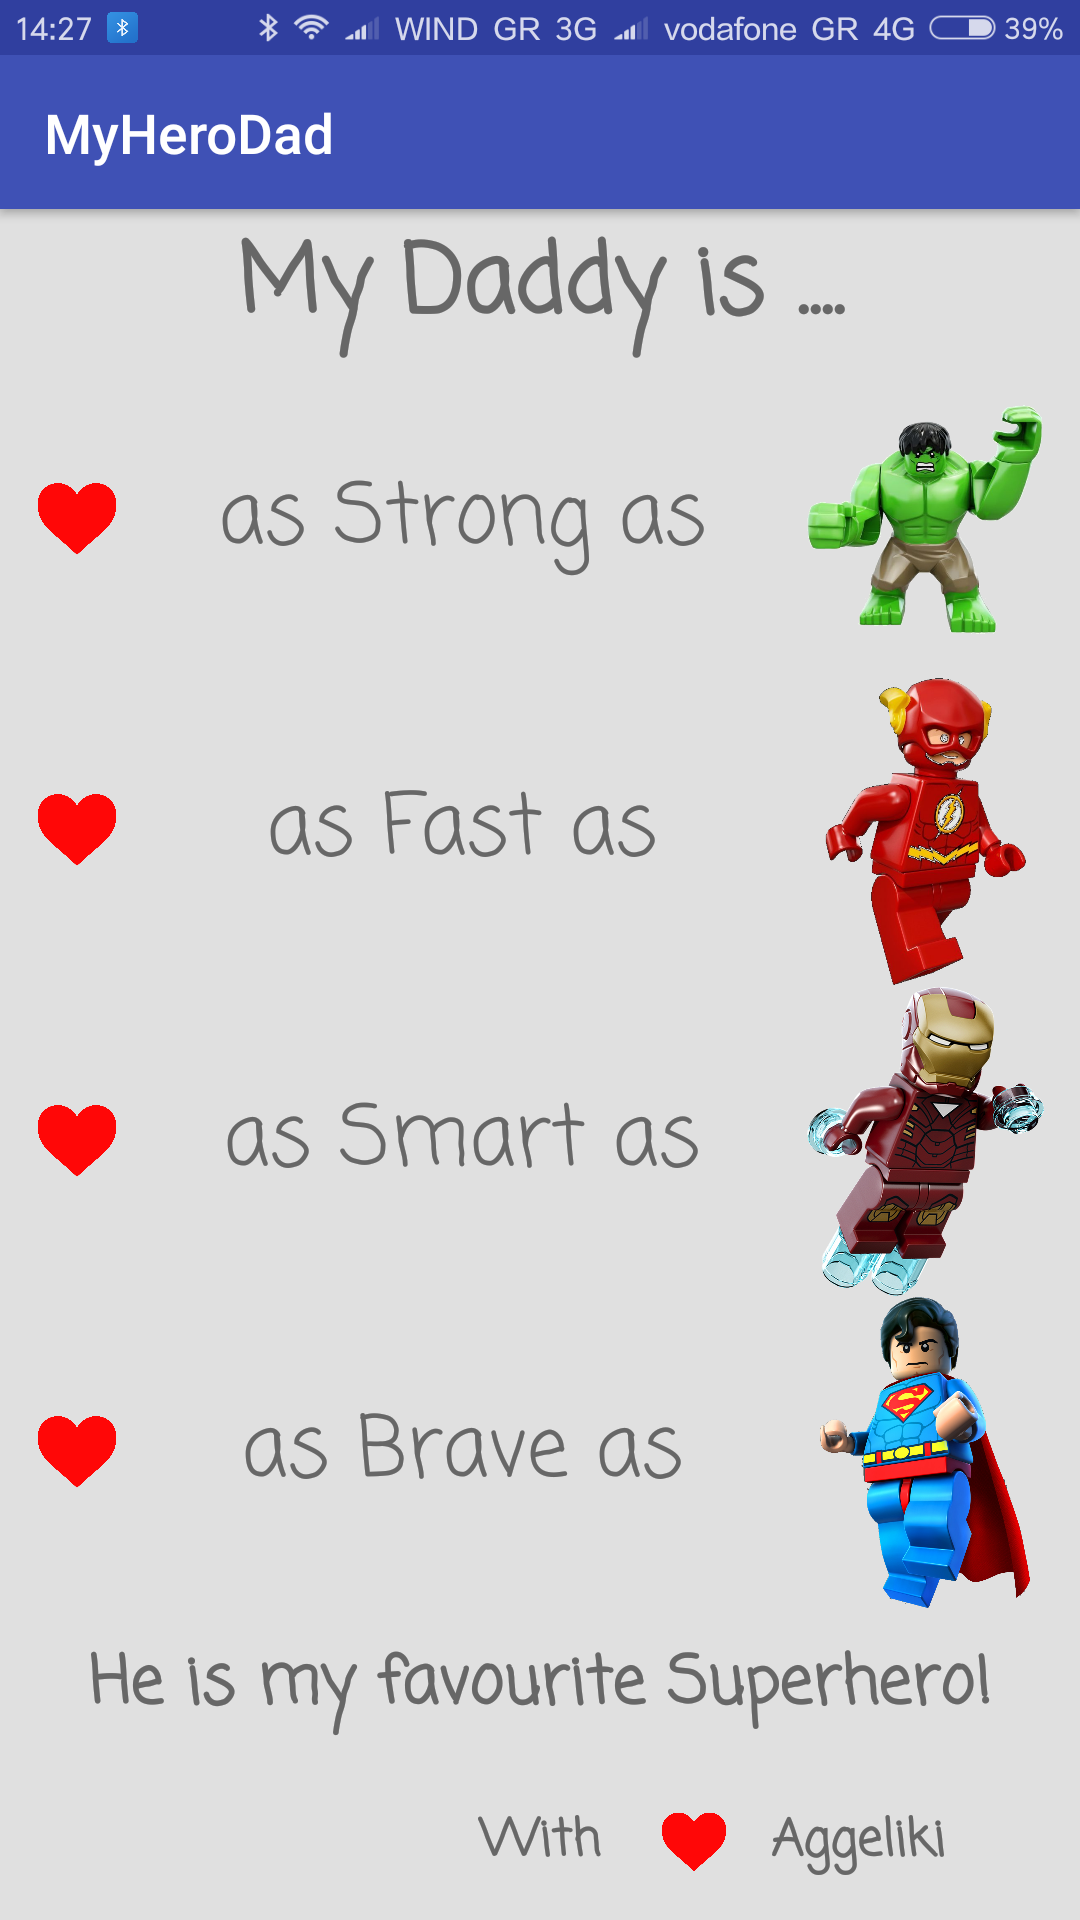 14:27 WIND GR 3G vodafone GR 4G 39%
MyHeroDad
My Daddy is ....
as Strong as
as Fast as
as Smart as
as Brave as
He is my favourite Superhero!
With Aggeliki